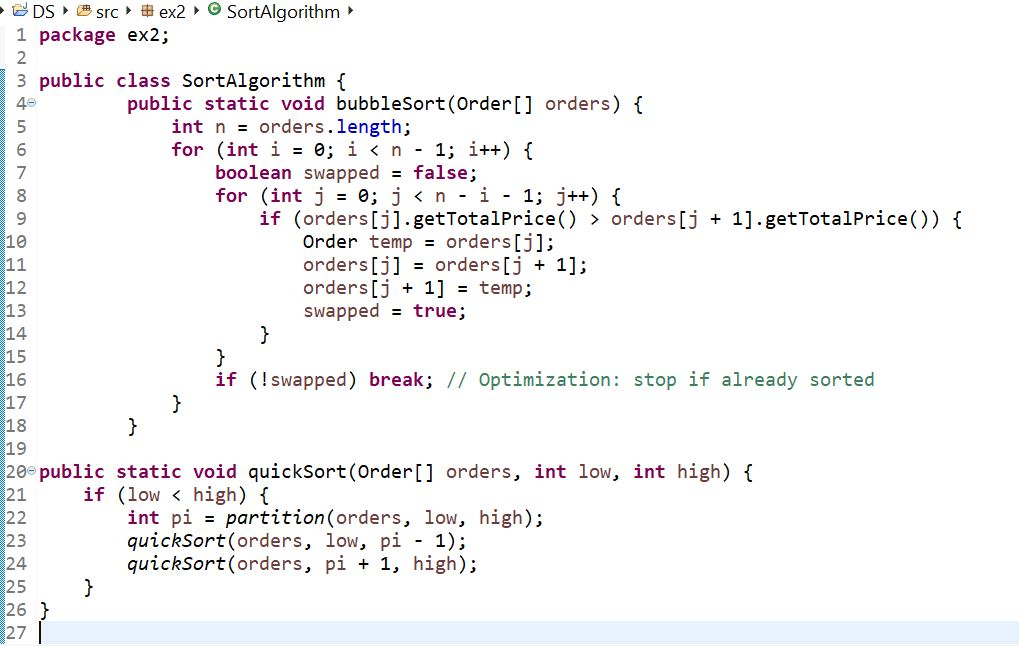 DS src ex2 SortAlgorithm
1 package ex2;
2
3 public class SortAlgorithm {
4 public static void bubbleSort(Order[] orders) {
5 int n = orders.length;
6 for (int i = 0; i < n - 1; i++) {
7 boolean swapped = false;
8 for (int j = 0; j < n - i - 1; j++) {
9 if (orders[j].getTotalPrice() > orders[j + 1].getTotalPrice()) {
10 Order temp = orders[j];
11 orders[j] = orders[j + 1];
12 orders[j + 1] = temp;
13 swapped = true;
14 }
15 }
16 if (!swapped) break; // Optimization: stop if already sorted
17 }
18 }
19
20 public static void quickSort(Order[] orders, int low, int high) {
21 if (low < high) {
22 int pi = partition(orders, low, high);
23 quickSort(orders, low, pi - 1);
24 quickSort(orders, pi + 1, high);
25 }
26 }
27